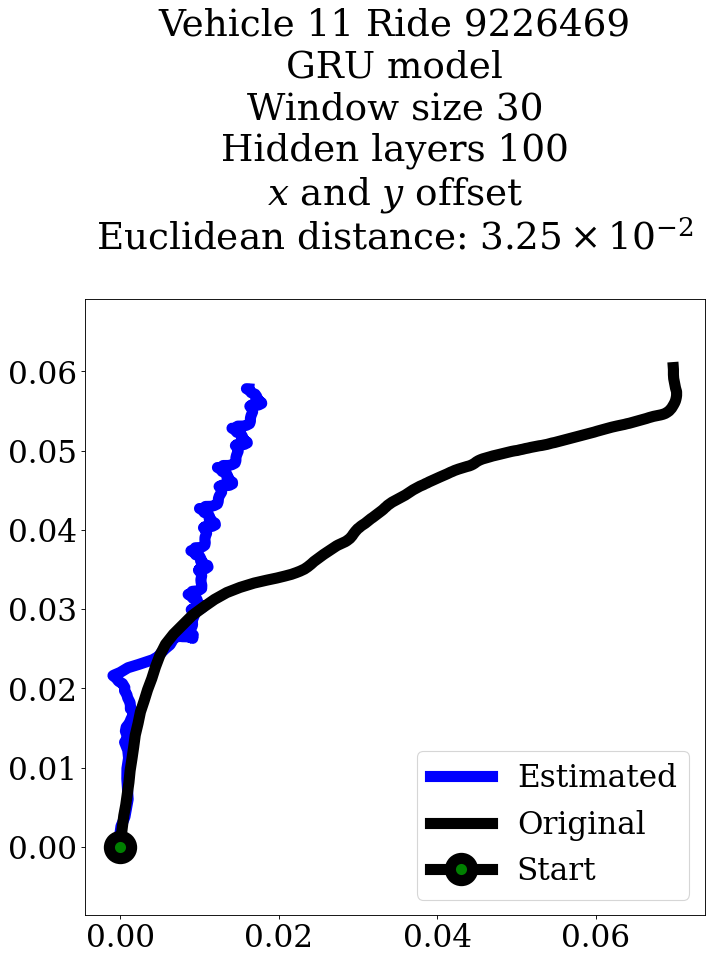 Vehicle 11 Ride 9226469
GRU model
Window size 30
Hidden layers 100
x and y offset
Euclidean distance: 3.25 × 10⁻²
0.06
0.05
0.04
0.03
0.02
0.01
0.00
Estimated
Original
Start
0.00 0.02 0.04 0.06